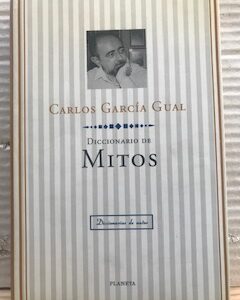 CARLOS GARCÍA GUAL
DICCIONARIO DE
MITOS
Diccionarios de autor
PLANETA